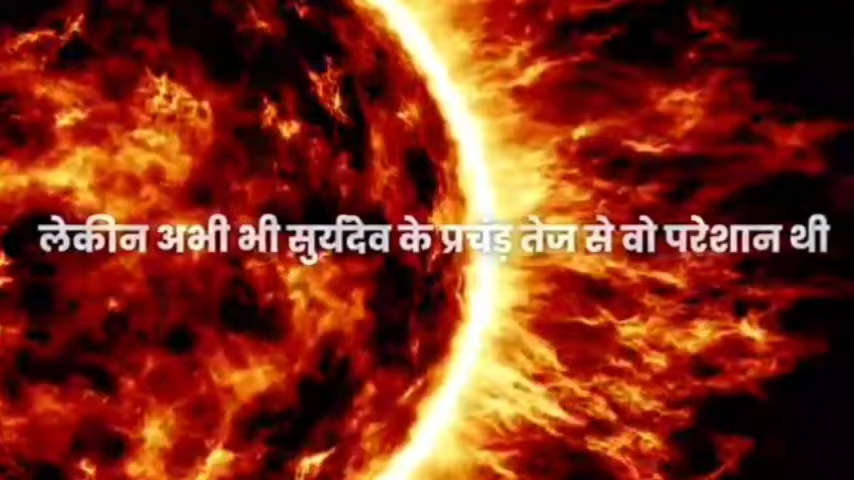 लेकीन अभी भी सुर्यदेव के प्रचंड़ तेज से वो परेशान थी